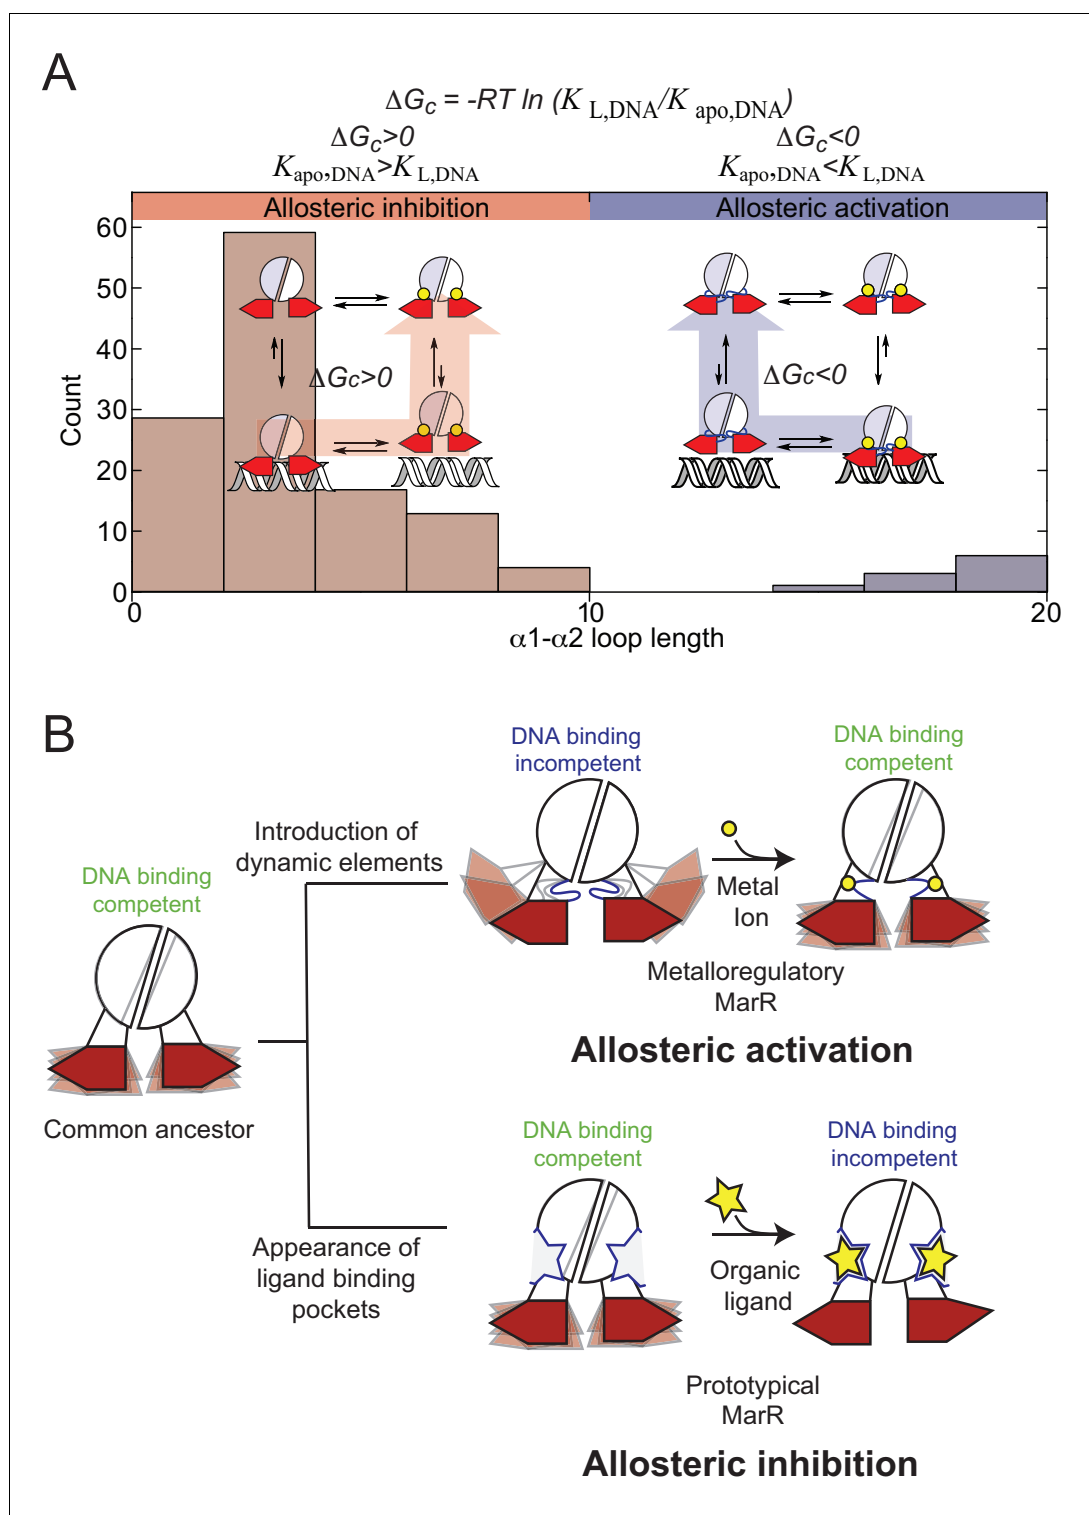 A
ΔGc = -RT ln (K L,DNA/K apo,DNA)
ΔGc>0
Kapo,DNA>KL,DNA
ΔGc<0
Kapo,DNA<KL,DNA
Allosteric inhibition
Allosteric activation
60
50
40
30
20
10
0
Count
ΔGc>0
ΔGc<0
0
10
20
α1-α2 loop length
B
DNA binding
competent
Common ancestor
Introduction of
dynamic elements
DNA binding
incompetent
Metal
Ion
DNA binding
competent
Metalloregulatory
MarR
Allosteric activation
Appearance of
ligand binding
pockets
DNA binding
competent
Organic
ligand
DNA binding
incompetent
Prototypical
MarR
Allosteric inhibition